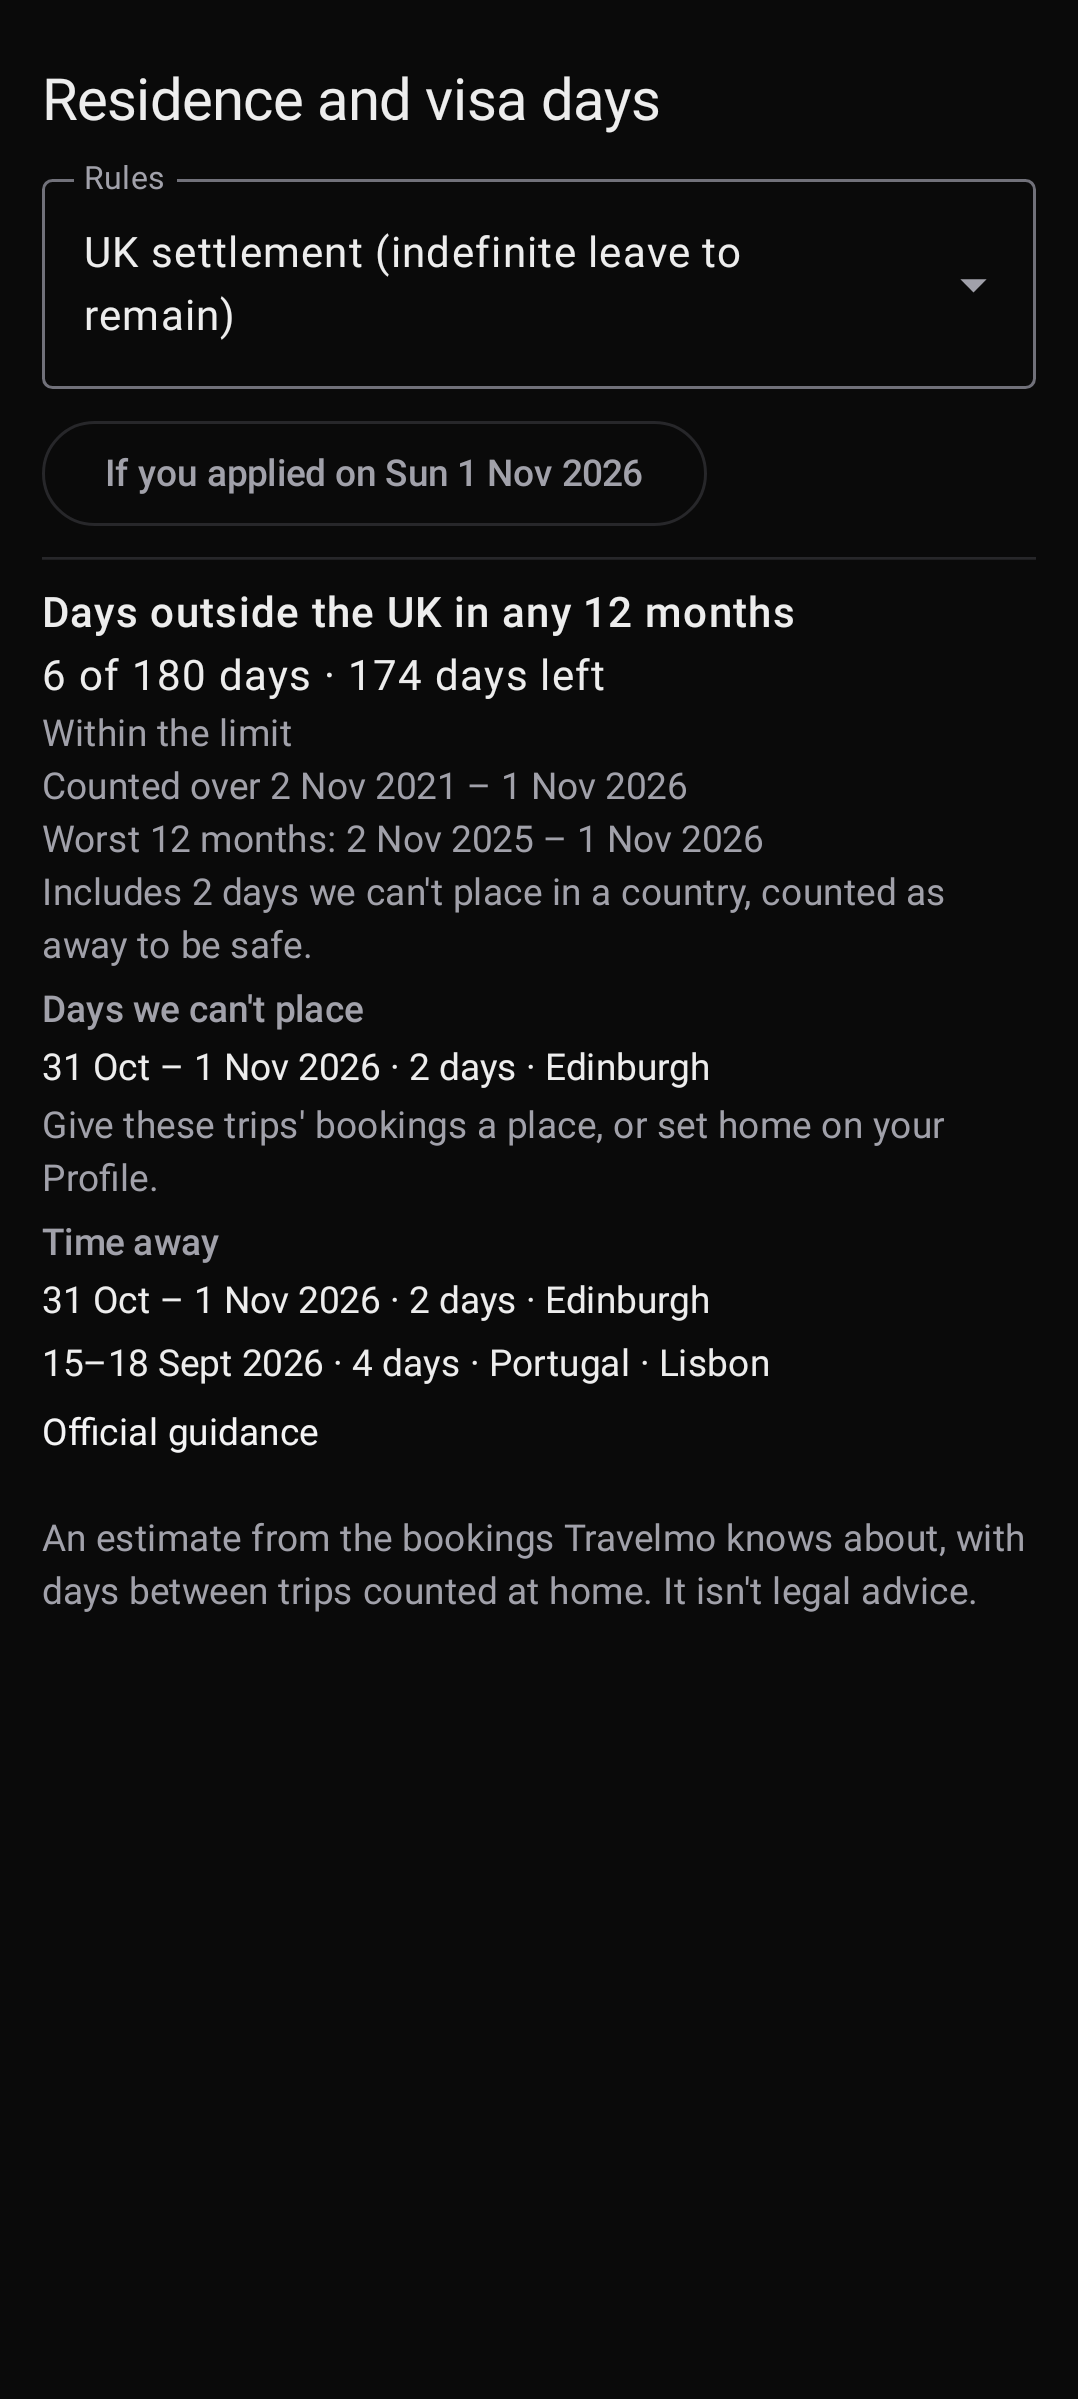 Residence and visa days
Rules
UK settlement (indefinite leave to
remain)
If you applied on Sun 1 Nov 2026
Days outside the UK in any 12 months
6 of 180 days · 174 days left
Within the limit
Counted over 2 Nov 2021 – 1 Nov 2026
Worst 12 months: 2 Nov 2025 – 1 Nov 2026
Includes 2 days we can't place in a country, counted as
away to be safe.
Days we can't place
31 Oct – 1 Nov 2026 · 2 days · Edinburgh
Give these trips' bookings a place, or set home on your
Profile.
Time away
31 Oct – 1 Nov 2026 · 2 days · Edinburgh
15–18 Sept 2026 · 4 days · Portugal · Lisbon
Official guidance
An estimate from the bookings Travelmo knows about, with
days between trips counted at home. It isn't legal advice.